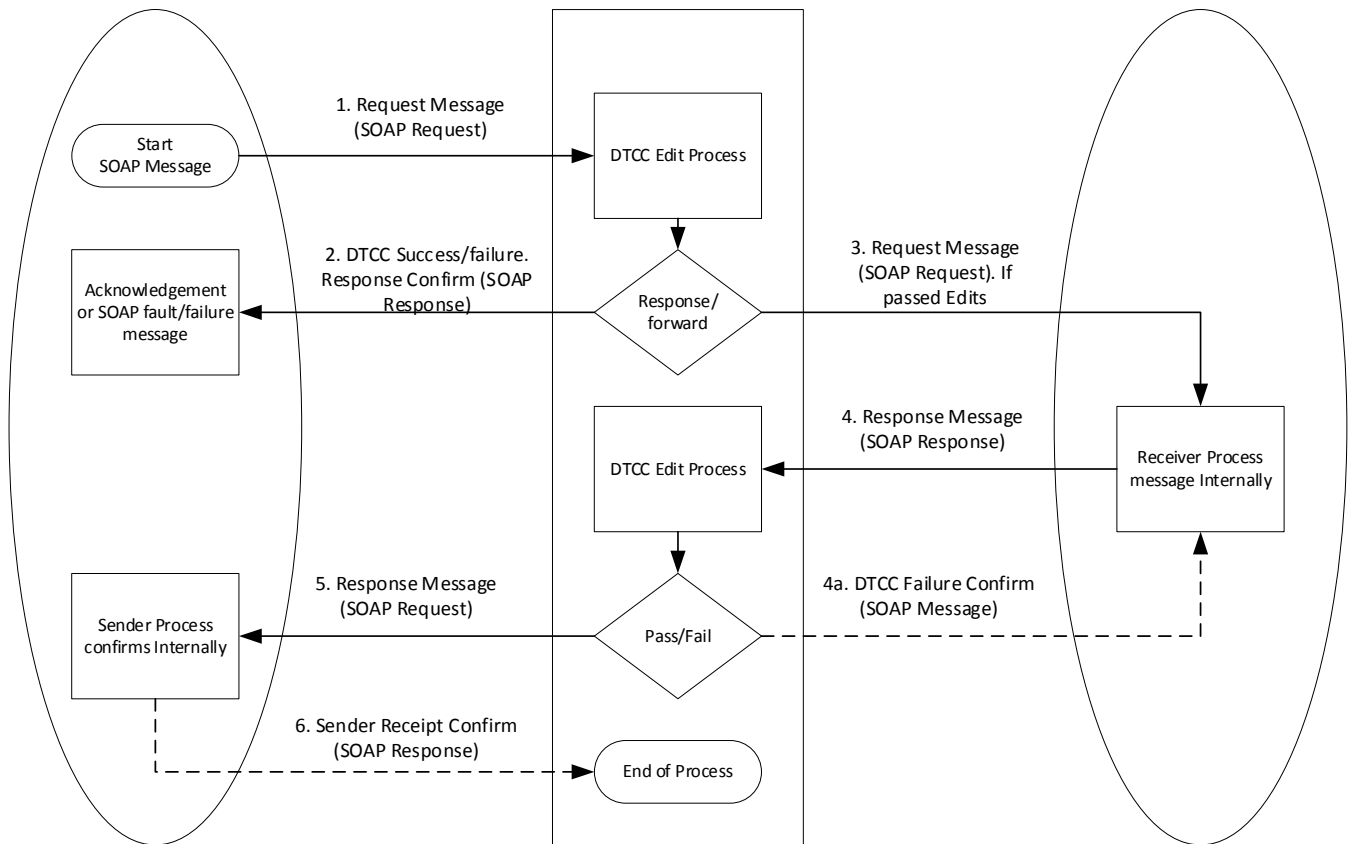 1. Request Message
(SOAP Request)
Start
SOAP Message
DTCC Edit Process
2. DTCC Success/failure.
Response Confirm (SOAP
Response)
3. Request Message
(SOAP Request). If
passed Edits
Acknowledgement
or SOAP fault/failure
message
Response/
forward
4. Response Message
(SOAP Response)
DTCC Edit Process
Receiver Process
message Internally
5. Response Message
(SOAP Request)
4a. DTCC Failure Confirm
(SOAP Message)
Sender Process
confirms Internally
Pass/Fail
6. Sender Receipt Confirm
(SOAP Response)
End of Process